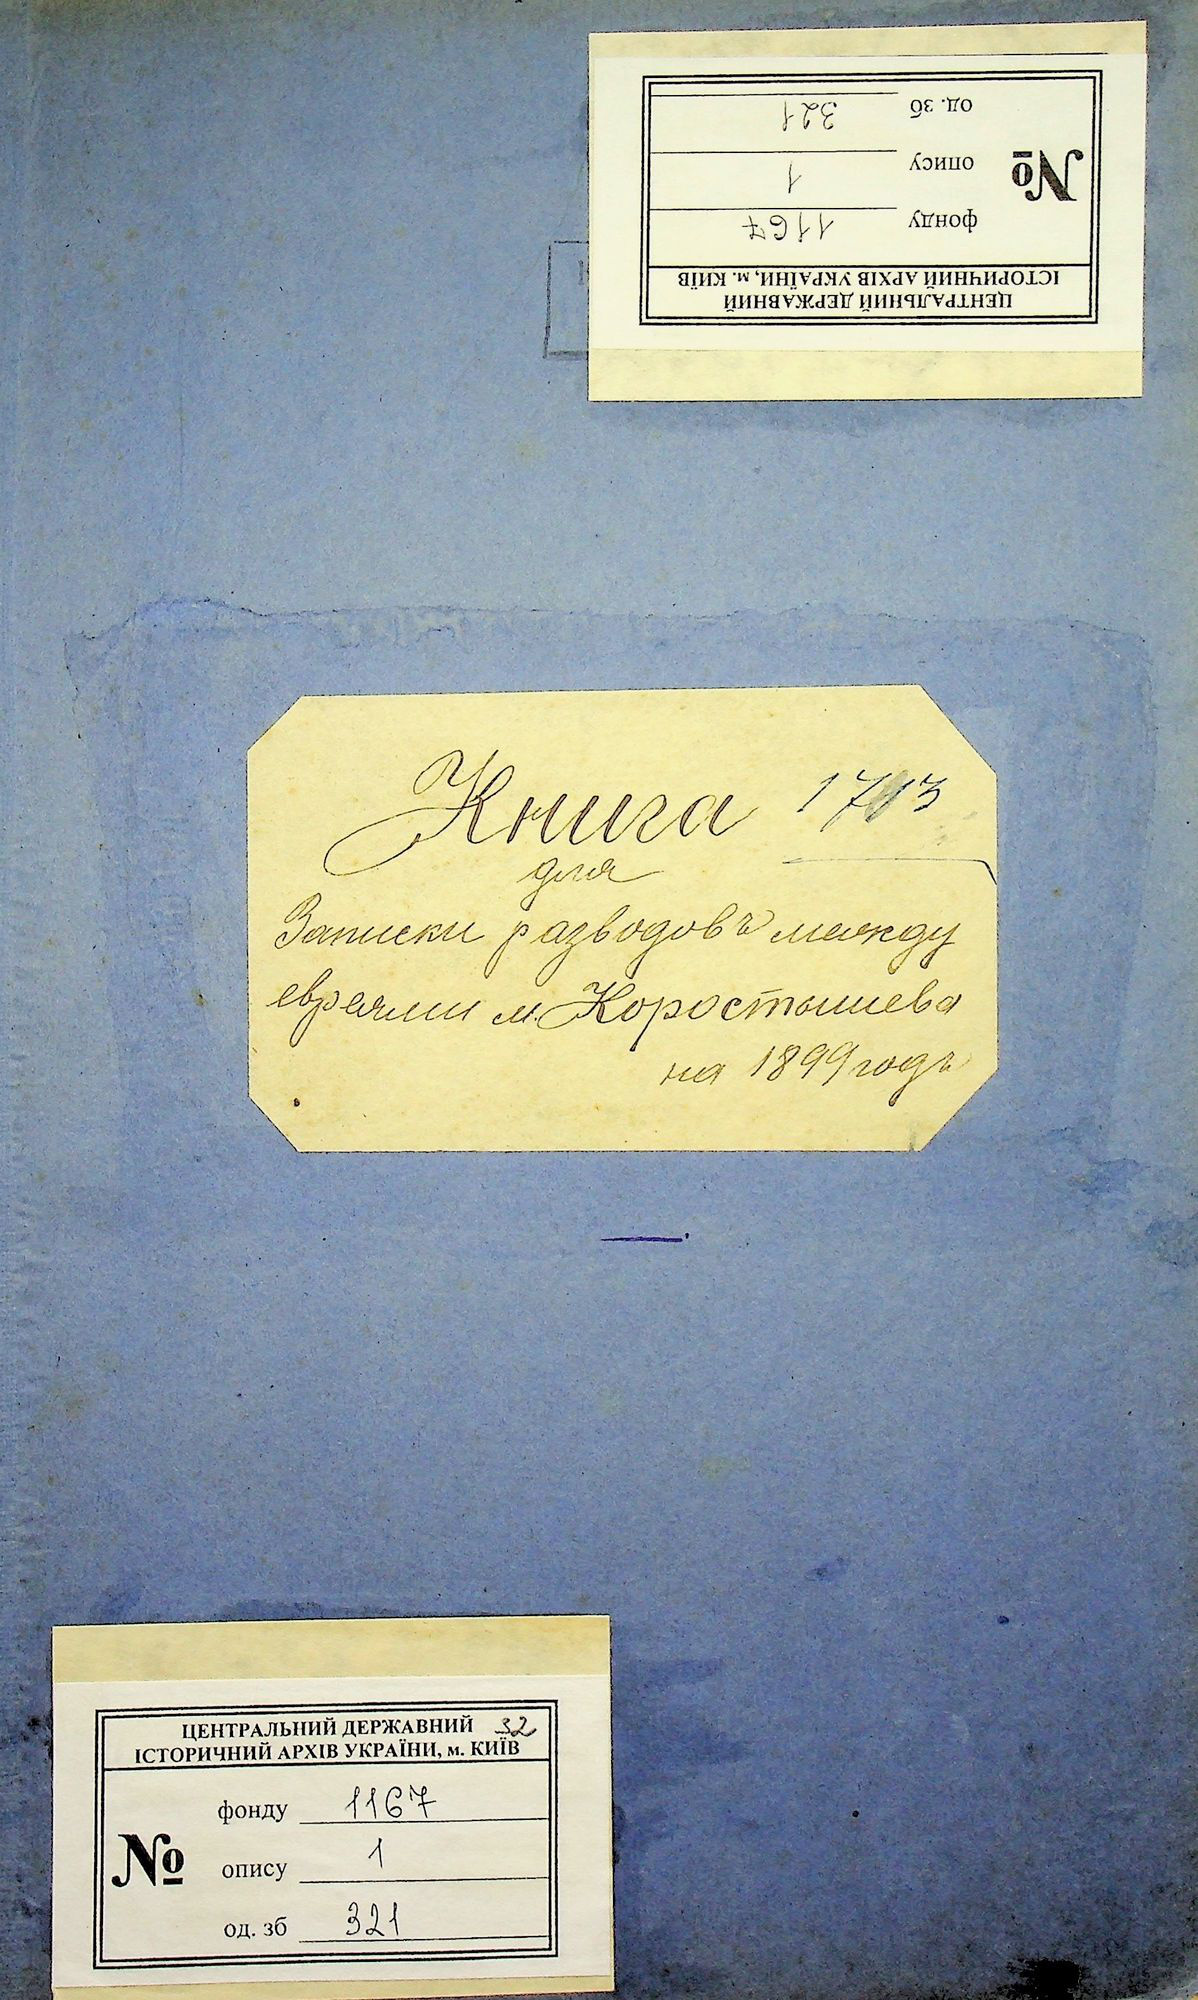 ЦЕНТРАЛЬНИЙ ДЕРЖАВНИЙ
ІСТОРИЧНИЙ АРХІВ УКРАЇНИ, м. КИЇВ
№
фонду 1167
опису 1
од. зб 321
Книга
для
Записки разводовъ между
евреями м. Коростышева
на 1899 годъ
ЦЕНТРАЛЬНИЙ ДЕРЖАВНИЙ 32
ІСТОРИЧНИЙ АРХІВ УКРАЇНИ, м. КИЇВ
№
фонду 1167
опису 1
од. зб 321